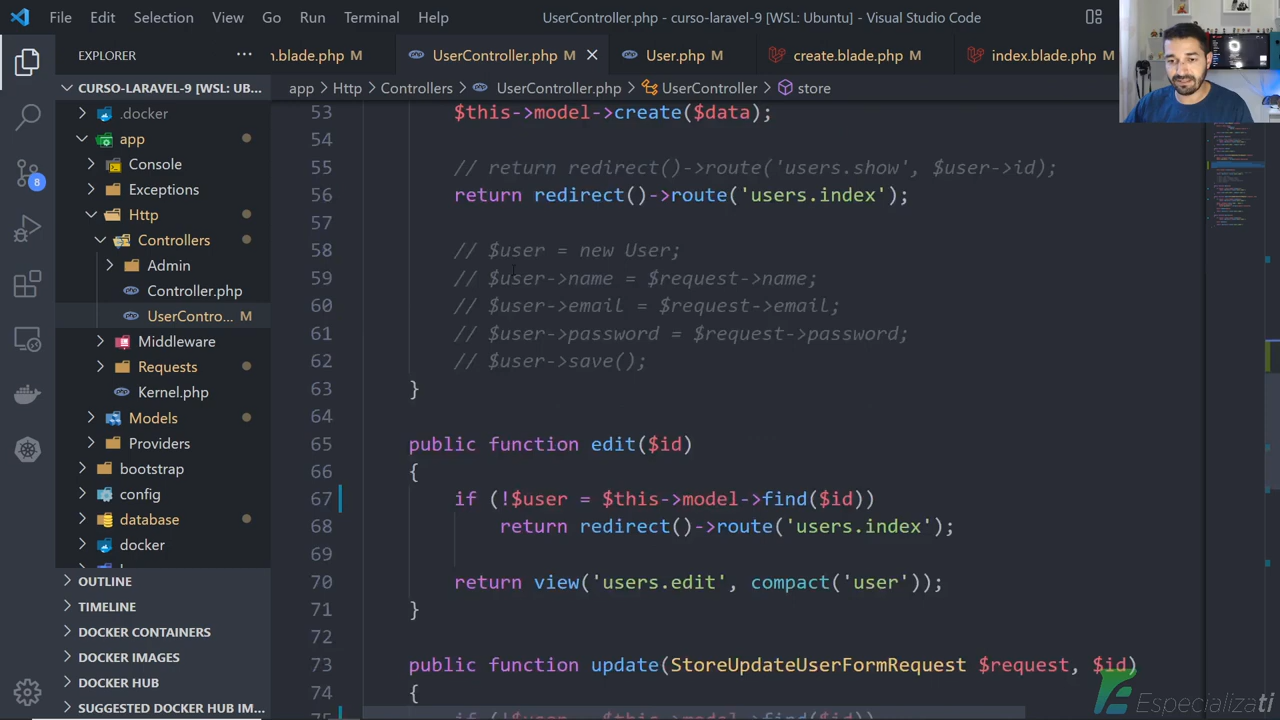 File Edit Selection View Go Run Terminal Help UserController.php - curso-laravel-9 [WSL: Ubuntu] - Visual Studio Code
EXPLORER ... n.blade.php M UserController.php M User.php M create.blade.php M index.blade.php M
CURSO-LARAVEL-9 [WSL: UB... app > Http > Controllers > UserController.php > UserController > store
.docker
app
Console
Exceptions
Http
Controllers
Admin
Controller.php
UserContro... M
Middleware
Requests
Kernel.php
Models
Providers
bootstrap
config
database
docker
OUTLINE
TIMELINE
DOCKER CONTAINERS
DOCKER IMAGES
DOCKER HUB
SUGGESTED DOCKER HUB IM...
8
53 $this->model->create($data);
54
55 // return redirect()->route('users.show', $user->id);
56 return redirect()->route('users.index');
57
58 // $user = new User;
59 // $user->name = $request->name;
60 // $user->email = $request->email;
61 // $user->password = $request->password;
62 // $user->save();
63 }
64
65 public function edit($id)
66 {
67 if (!$user = $this->model->find($id))
68 return redirect()->route('users.index');
69
70 return view('users.edit', compact('user'));
71 }
72
73 public function update(StoreUpdateUserFormRequest $request, $id)
74 {
75 if (!$user = $this->model->find($id))
EspecializaTi